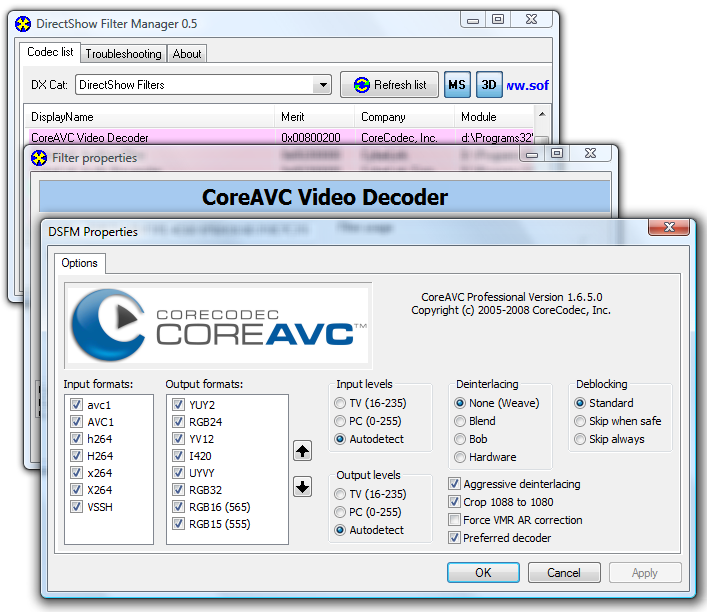 DirectShow Filter Manager 0.5
Codec list Troubleshooting About
DX Cat: DirectShow Filters Refresh list MS 3D ww.sof
DisplayName Merit Company Module
CoreAVC Video Decoder 0x00800200 CoreCodec, Inc. d:\Programs32\
Filter properties
CoreAVC Video Decoder
DSFM Properties
Options
CORECODEC
COREAVC™
CoreAVC Professional Version 1.6.5.0
Copyright (c) 2005-2008 CoreCodec, Inc.
Input formats:
avc1
AVC1
h264
H264
x264
X264
VSSH
Output formats:
YUY2
RGB24
YV12
I420
UYVY
RGB32
RGB16 (565)
RGB15 (555)
Input levels
TV (16-235)
PC (0-255)
Autodetect
Output levels
TV (16-235)
PC (0-255)
Autodetect
Deinterlacing
None (Weave)
Blend
Bob
Hardware
Deblocking
Standard
Skip when safe
Skip always
Aggressive deinterlacing
Crop 1088 to 1080
Force VMR AR correction
Preferred decoder
OK Cancel Apply